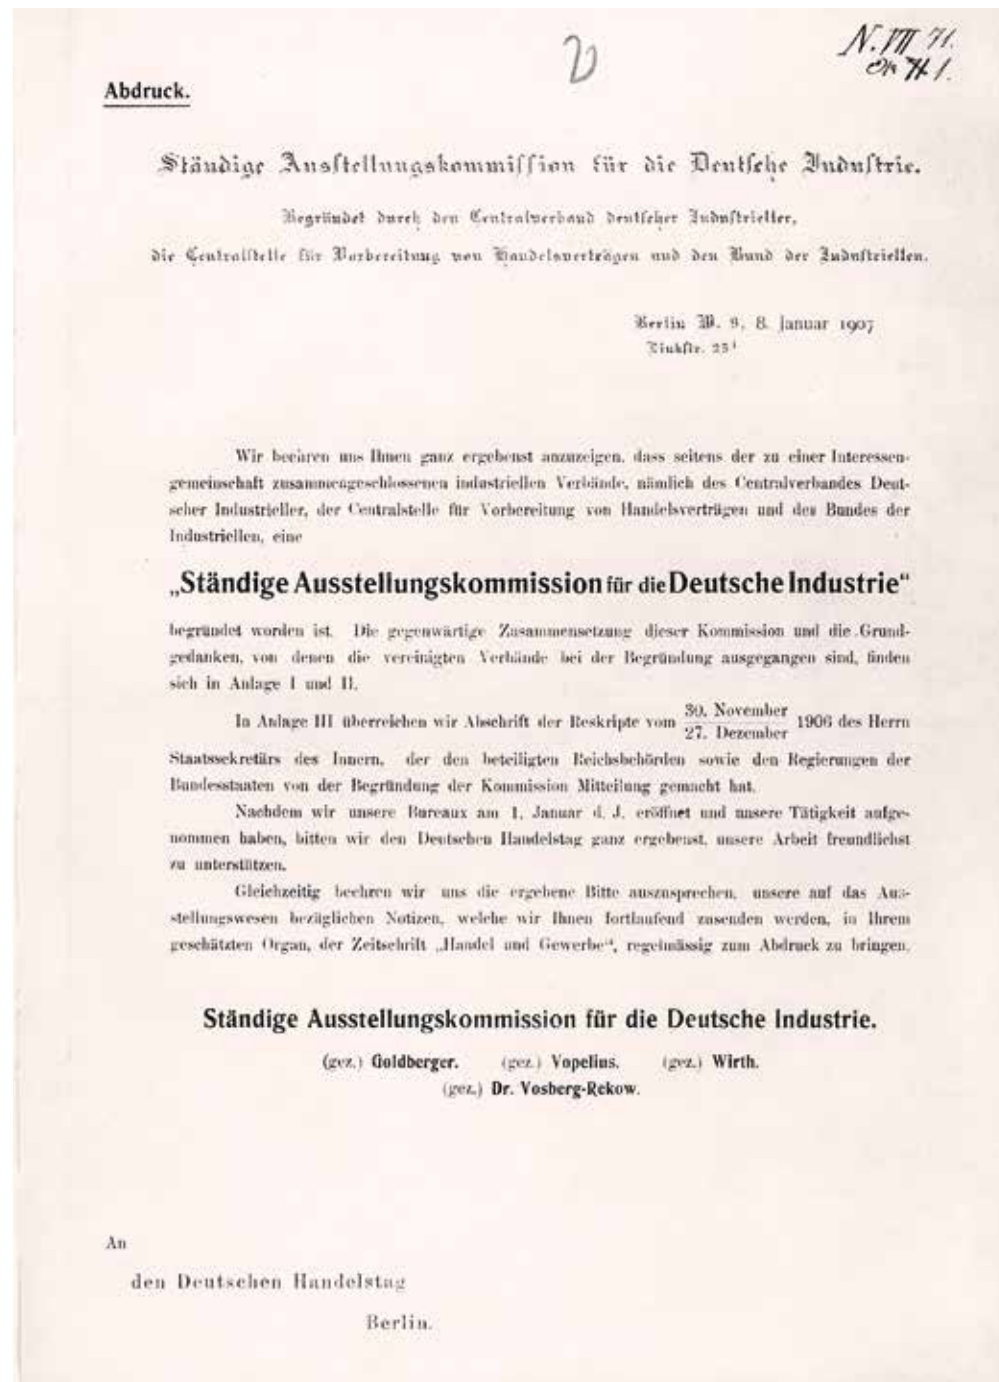 N. VII 71.
Abdruck.
Ständige Ausstellungskommission für die Deutsche Industrie.
Begründet durch den Centralverband deutscher Industrieller,
die Centralstelle für Vorbereitung von Handelsverträgen und den Bund der Industriellen.
Berlin W. 9, 8. Januar 1907
Linkstr. 25¹
Wir beehren uns Ihnen ganz ergebenst anzuzeigen, dass seitens der zu einer Interessen-
gemeinschaft zusammengeschlossenen industriellen Verbände, nämlich des Centralverbandes Deut-
scher Industrieller, der Centralstelle für Vorbereitung von Handelsverträgen und des Bundes der
Industriellen, eine
„Ständige Ausstellungskommission für die Deutsche Industrie“
begründet worden ist. Die gegenwärtige Zusammensetzung dieser Kommission und die Grund-
gedanken, von denen die vereinigten Verbände bei der Begründung ausgegangen sind, finden
sich in Anlage I und II.
In Anlage III überreichen wir Abschrift der Reskripte vom 30. November / 27. Dezember 1906 des Herrn
Staatssekretärs des Innern, der den beteiligten Reichsbehörden sowie den Regierungen der
Bundesstaaten von der Begründung der Kommission Mitteilung gemacht hat.
Nachdem wir unsere Bureaux am 1. Januar d. J. eröffnet und unsere Tätigkeit aufge-
nommen haben, bitten wir den Deutschen Handelstag ganz ergebenst, unsere Arbeit freundlichst
zu unterstützen.
Gleichzeitig beehren wir uns die ergebene Bitte auszusprechen, unsere auf das Aus-
stellungswesen bezüglichen Notizen, welche wir Ihnen fortlaufend zusenden werden, in Ihrem
geschätzten Organ, der Zeitschrift „Handel und Gewerbe“, regelmässig zum Abdruck zu bringen.
Ständige Ausstellungskommission für die Deutsche Industrie.
(gez.) Goldberger. (gez.) Vopelius. (gez.) Wirth.
(gez.) Dr. Vosberg-Rekow.
An
den Deutschen Handelstag
Berlin.